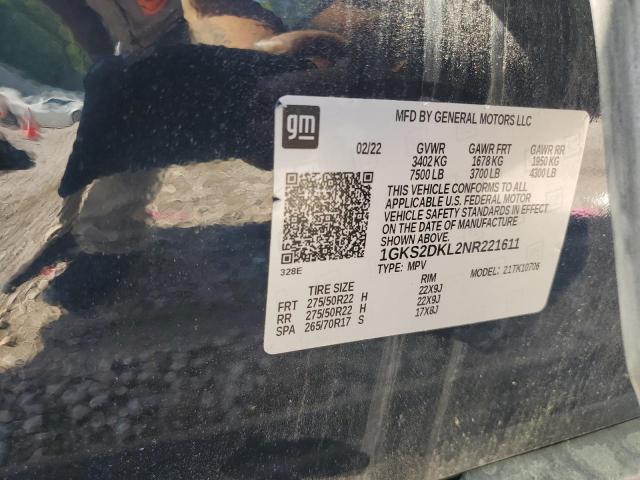 gm
MFD BY GENERAL MOTORS LLC
02/22 GVWR GAWR FRT GAWR RR
3402 KG 1678 KG 1950 KG
7500 LB 3700 LB 4300 LB
THIS VEHICLE CONFORMS TO ALL
APPLICABLE U.S. FEDERAL MOTOR
VEHICLE SAFETY STANDARDS IN EFFECT
ON THE DATE OF MANUFACTURE
SHOWN ABOVE.
1GKS2DKL2NR221611
TYPE: MPV MODEL: 21TK10706
328E
TIRE SIZE RIM
FRT 275/50R22 H 22X9J
RR 275/50R22 H 22X9J
SPA 265/70R17 S 17X8J